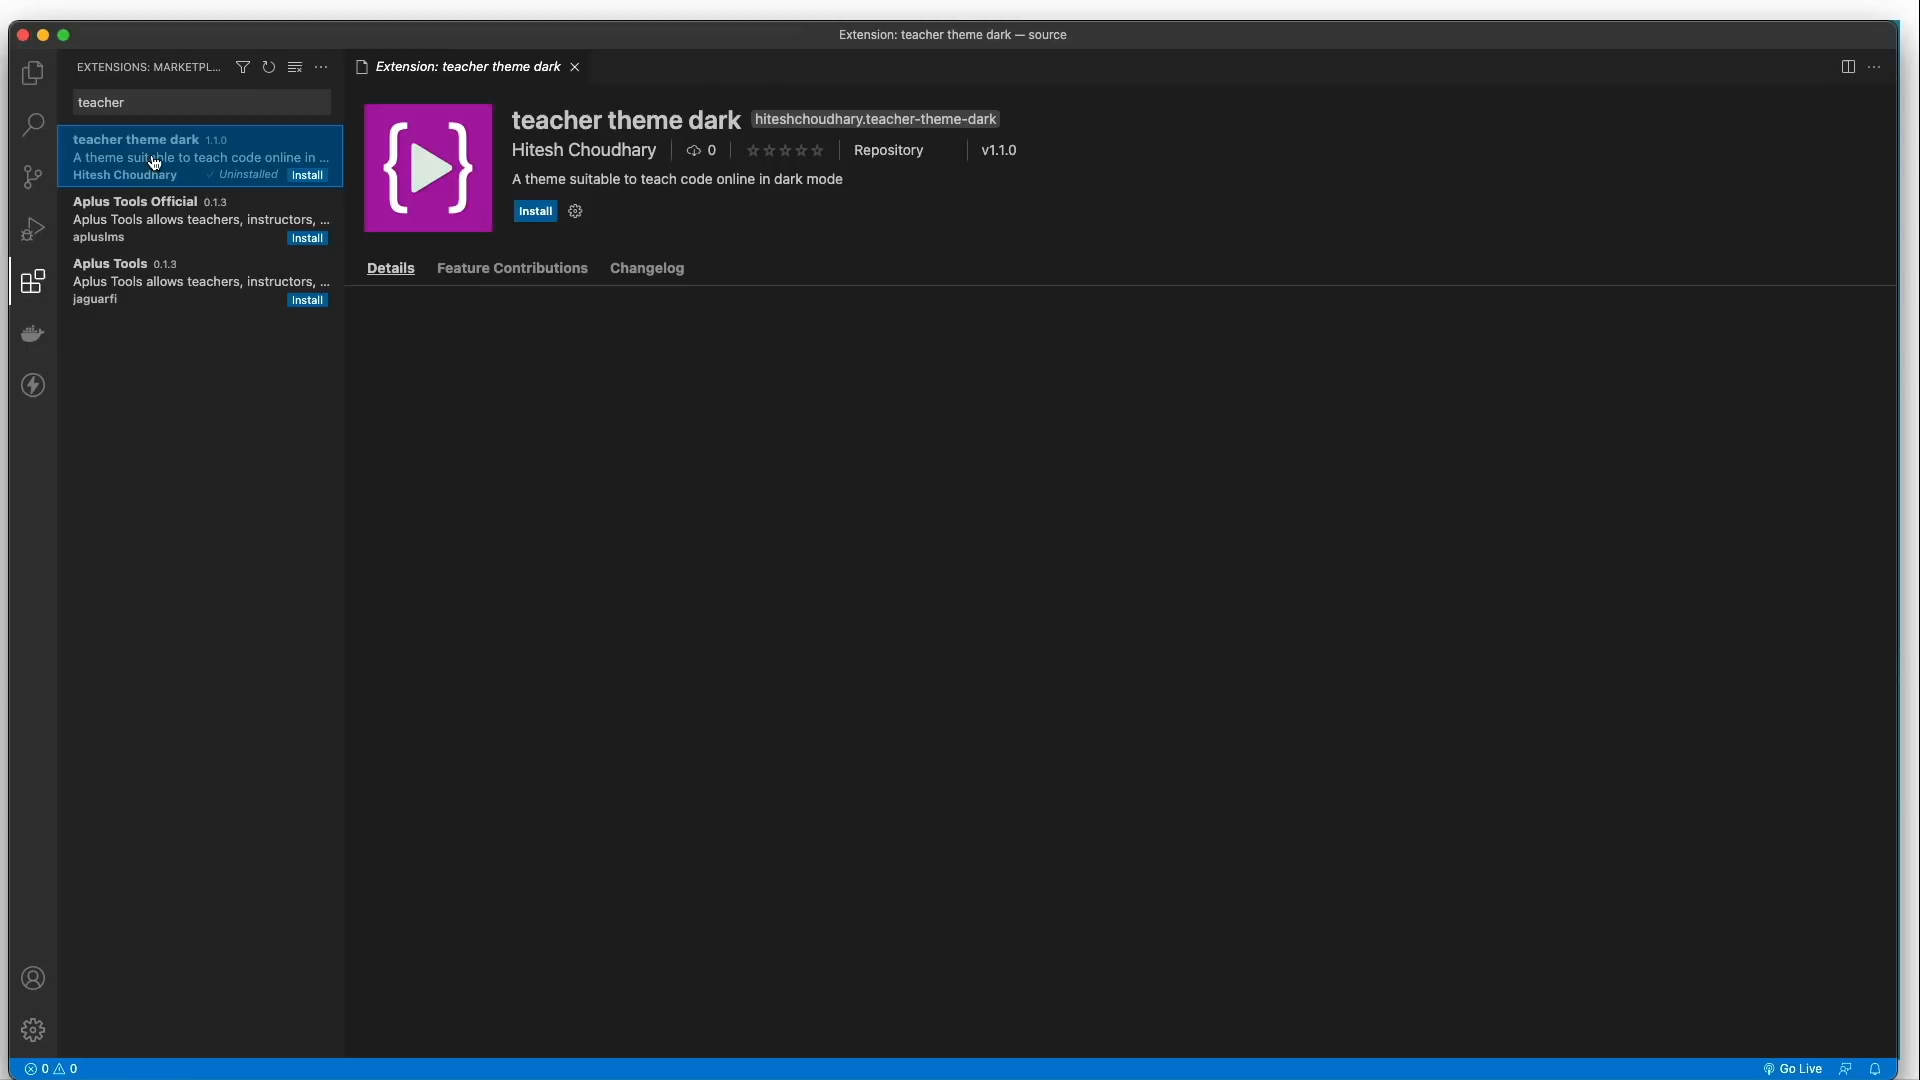 Extension: teacher theme dark — source
EXTENSIONS: MARKETPL...
Extension: teacher theme dark
teacher
teacher theme dark 1.1.0
A theme suitable to teach code online in ...
Hitesh Choudhary Uninstalled Install
Aplus Tools Official 0.1.3
Aplus Tools allows teachers, instructors, ...
apluslms Install
Aplus Tools 0.1.3
Aplus Tools allows teachers, instructors, ...
jaguarfi Install
teacher theme dark hiteshchoudhary.teacher-theme-dark
Hitesh Choudhary 0 Repository v1.1.0
A theme suitable to teach code online in dark mode
Install
Details Feature Contributions Changelog
0 0 Go Live